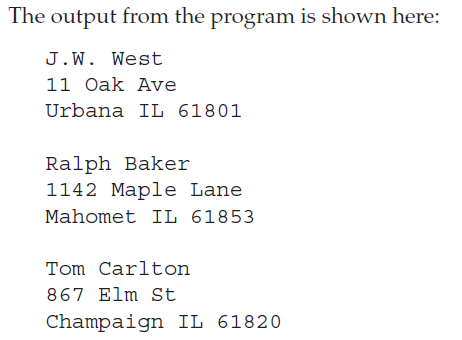 The output from the program is shown here:
J.W. West
11 Oak Ave
Urbana IL 61801
Ralph Baker
1142 Maple Lane
Mahomet IL 61853
Tom Carlton
867 Elm St
Champaign IL 61820